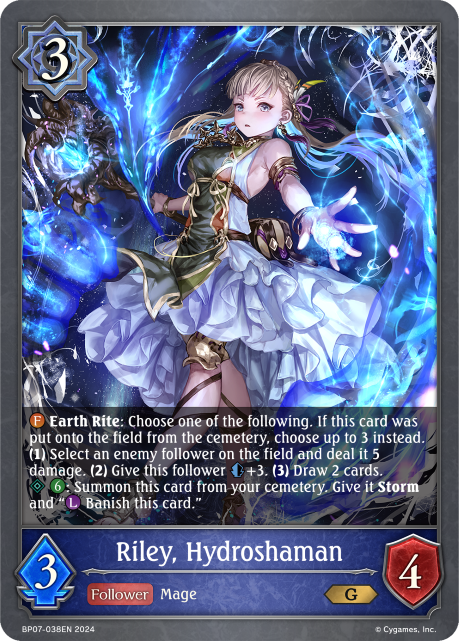 3
F Earth Rite: Choose one of the following. If this card was
put onto the field from the cemetery, choose up to 3 instead.
(1) Select an enemy follower on the field and deal it 5
damage. (2) Give this follower +3. (3) Draw 2 cards.
6: Summon this card from your cemetery. Give it Storm
and “L Banish this card.”
Riley, Hydroshaman
3
Follower Mage
G
4
BP07-038EN 2024
© Cygames, Inc.